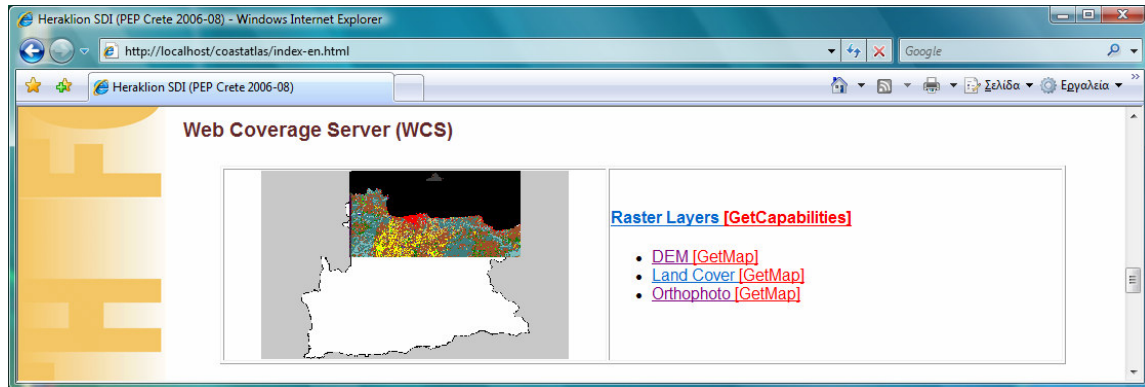 Heraklion SDI (PEP Crete 2006-08) - Windows Internet Explorer
http://localhost/coastatlas/index-en.html
Google
Heraklion SDI (PEP Crete 2006-08)
Σελίδα
Εργαλεία
»
Web Coverage Server (WCS)
Raster Layers [GetCapabilities]
• DEM [GetMap]
• Land Cover [GetMap]
• Orthophoto [GetMap]